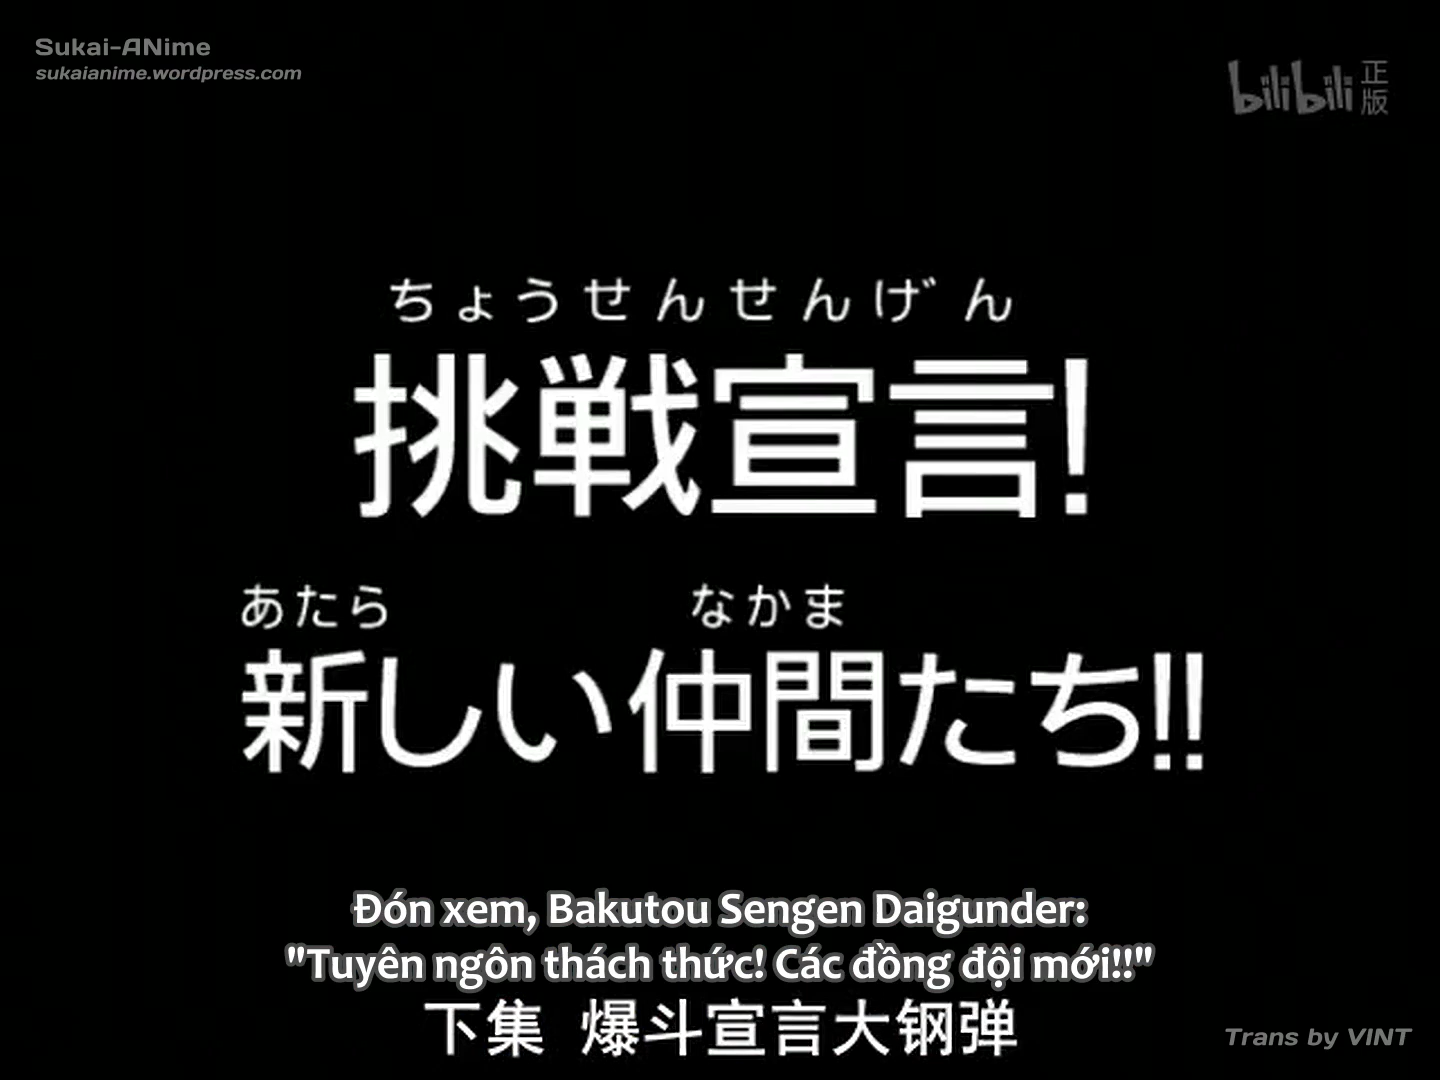 Sukai-ANime
sukaianime.wordpress.com
bilibili 正版
ちょうせんせんげん
挑戦宣言!
あたら なかま
新しい仲間たち!!
Đón xem, Bakutou Sengen Daigunder:
"Tuyên ngôn thách thức! Các đồng đội mới!!"
下集 爆斗宣言大钢弹
Trans by VINT